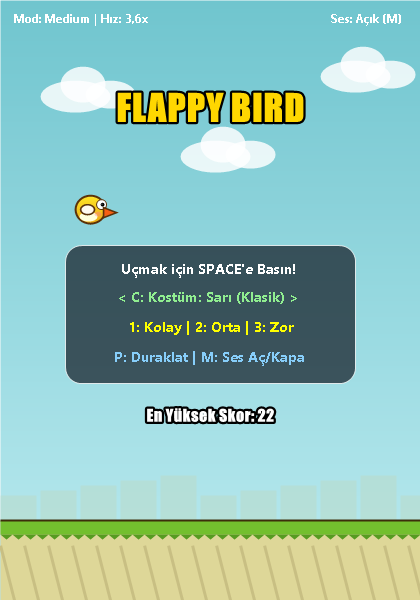 Mod: Medium | Hız: 3,6x
Ses: Açık (M)
FLAPPY BIRD
Uçmak için SPACE'e Basın!
< C: Kostüm: Sarı (Klasik) >
1: Kolay | 2: Orta | 3: Zor
P: Duraklat | M: Ses Aç/Kapa
En Yüksek Skor: 22